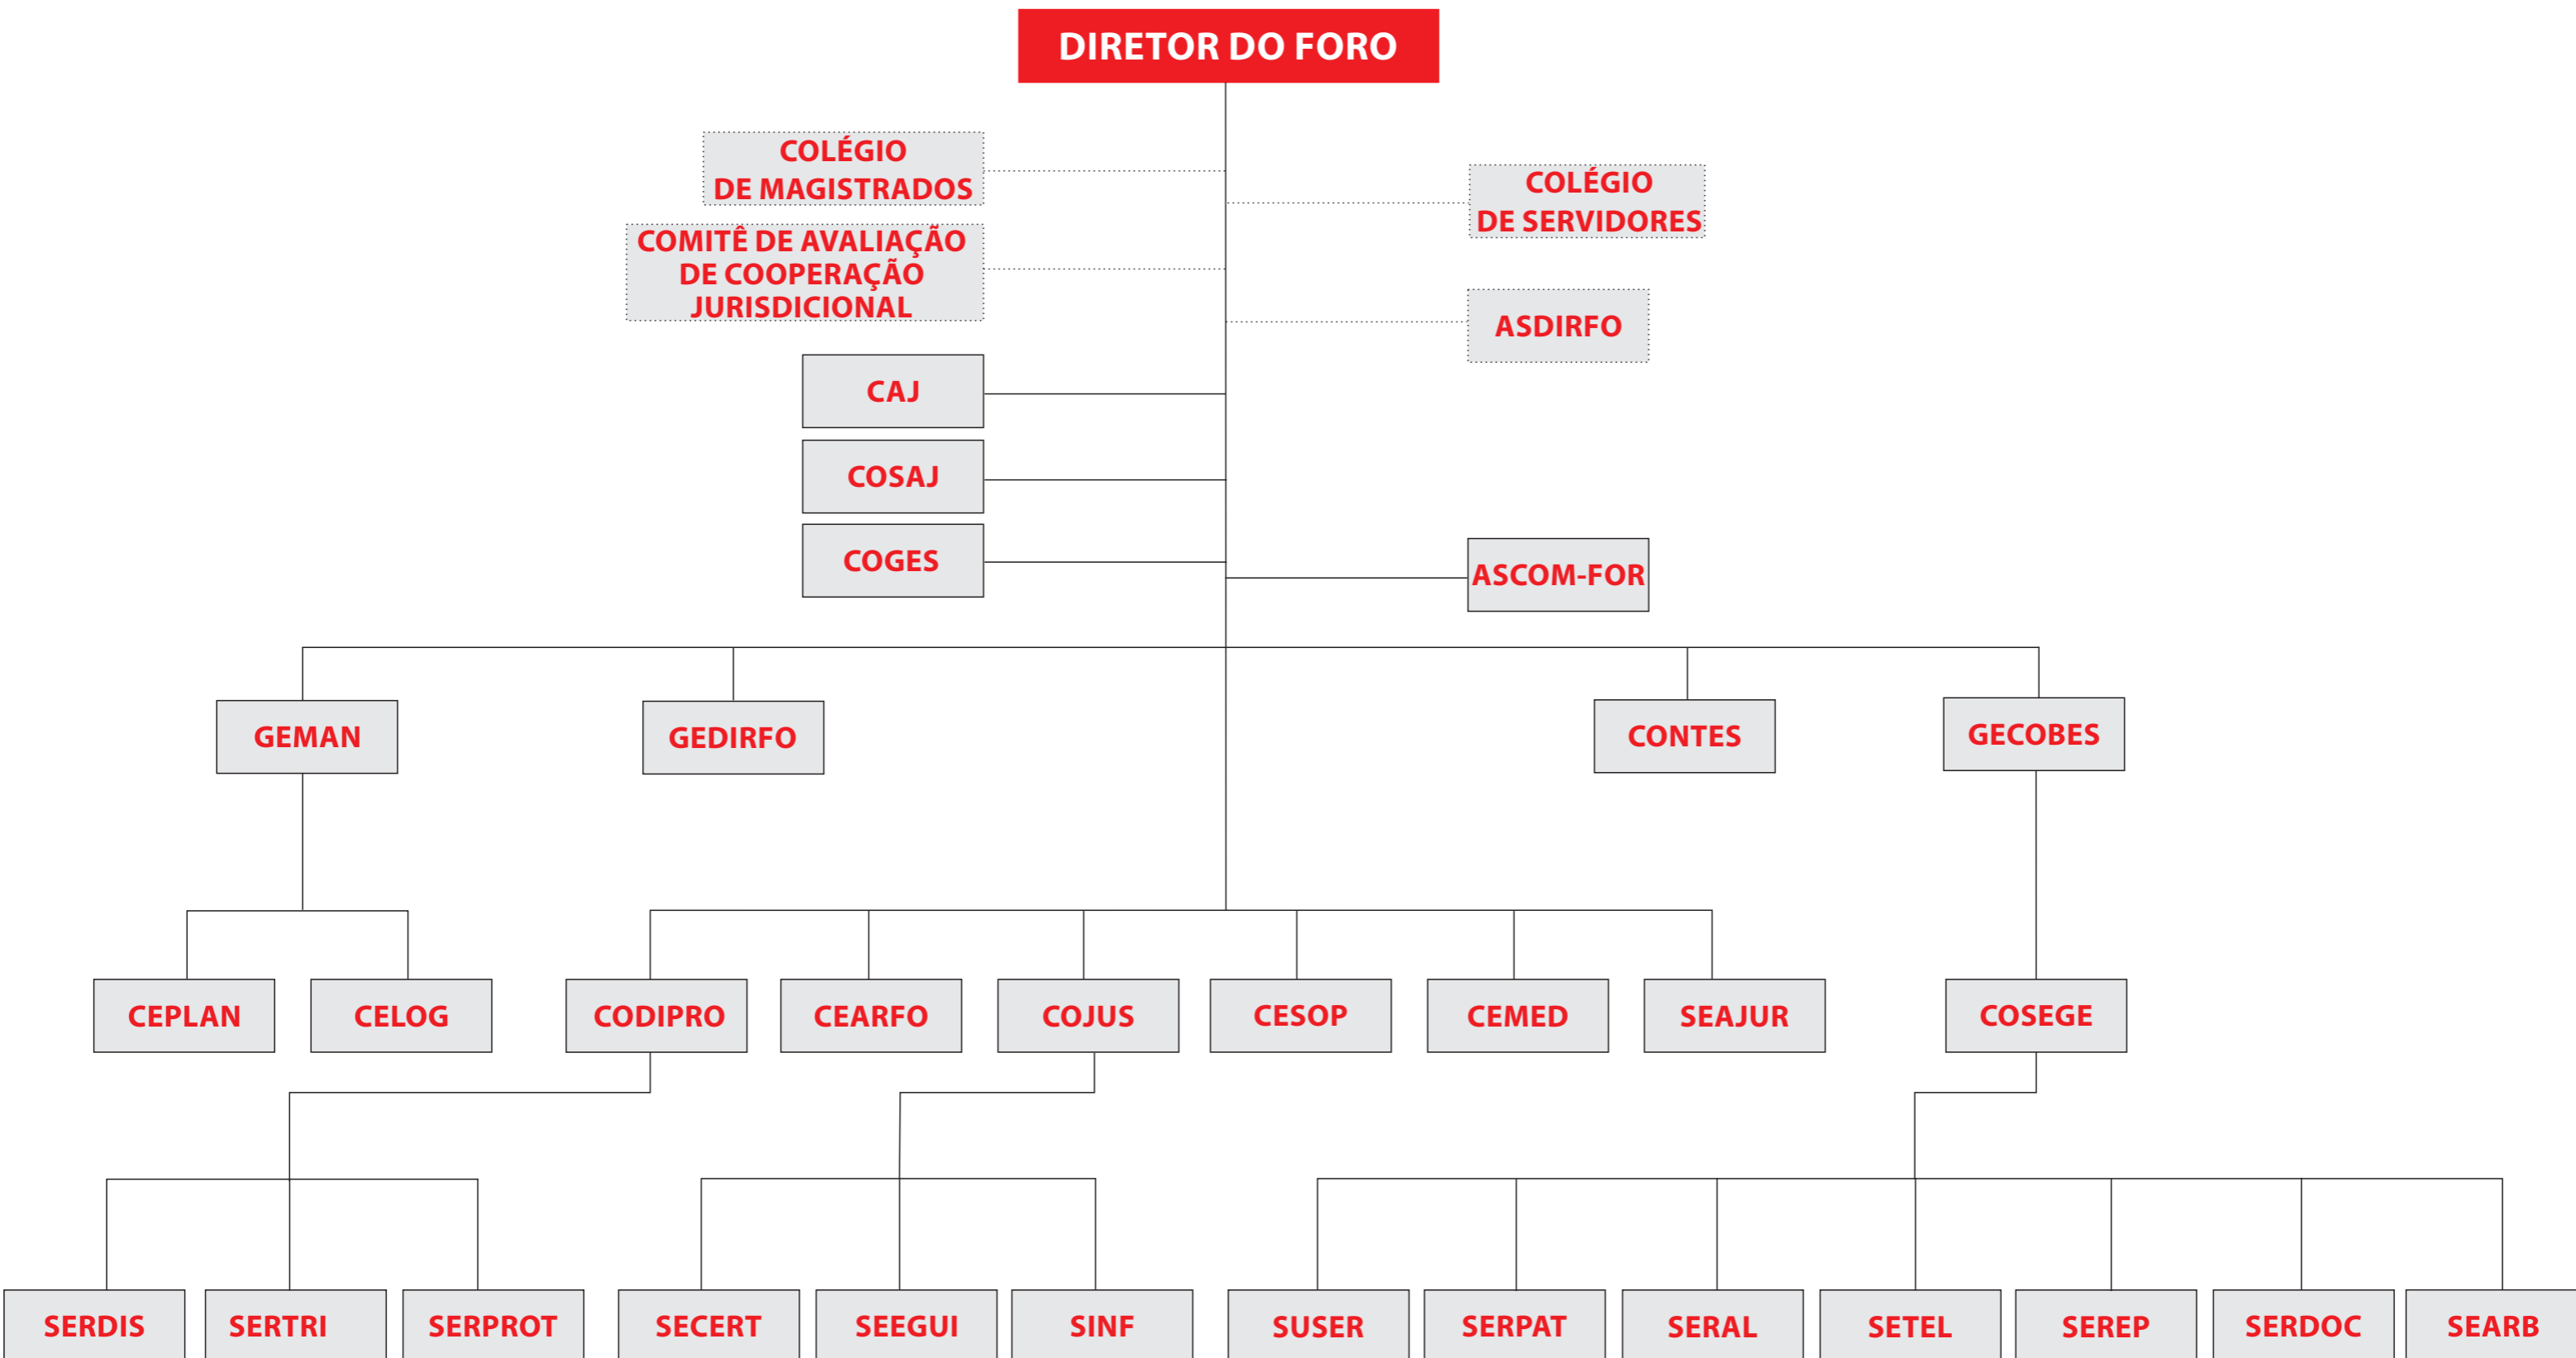 DIRETOR DO FORO
COLÉGIO
DE MAGISTRADOS
COLÉGIO
DE SERVIDORES
COMITÊ DE AVALIAÇÃO
DE COOPERAÇÃO
JURISDICIONAL
ASDIRFO
CAJ
COSAJ
COGES
ASCOM-FOR
GEMAN
GEDIRFO
CONTES
GECOBES
CEPLAN
CELOG
CODIPRO
CEARFO
COJUS
CESOP
CEMED
SEAJUR
COSEGE
SERDIS
SERTRI
SERPROT
SECERT
SEEGUI
SINF
SUSER
SERPAT
SERAL
SETEL
SEREP
SERDOC
SEARB